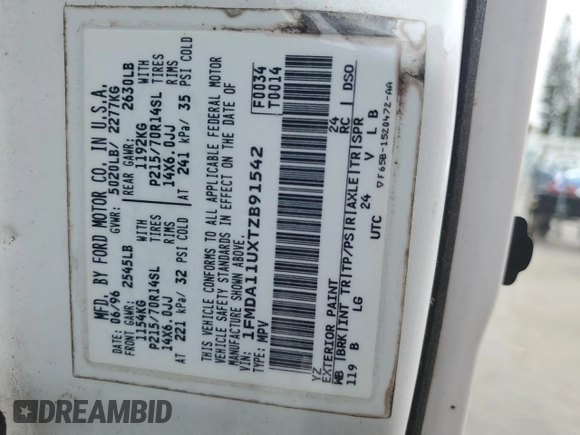 MFD. BY FORD MOTOR CO. IN U.S.A.
DATE: 06/96 GVWR: 5020LB/ 2277KG
FRONT GAWR: 2545LB REAR GAWR: 2630LB
1154KG WITH 1192KG WITH
P215/70R14SL TIRES P215/70R14SL TIRES
14X6.0JJ RIMS 14X6.0JJ RIMS
AT 221 kPa/ 32 PSI COLD AT 241 kPa/ 35 PSI COLD
THIS VEHICLE CONFORMS TO ALL APPLICABLE FEDERAL MOTOR
VEHICLE SAFETY STANDARDS IN EFFECT ON THE DATE OF
MANUFACTURE SHOWN ABOVE.
VIN: 1FMDA11UXTZB91542
TYPE: MPV
F0034
T0014
YZ 24
EXTERIOR PAINT RC DSO
WB BRK INT TR TP/PS R AXLE TR SPR
119 B LG 24 V L B
UTC
▽F65B-1520472-AA
DREAMBID